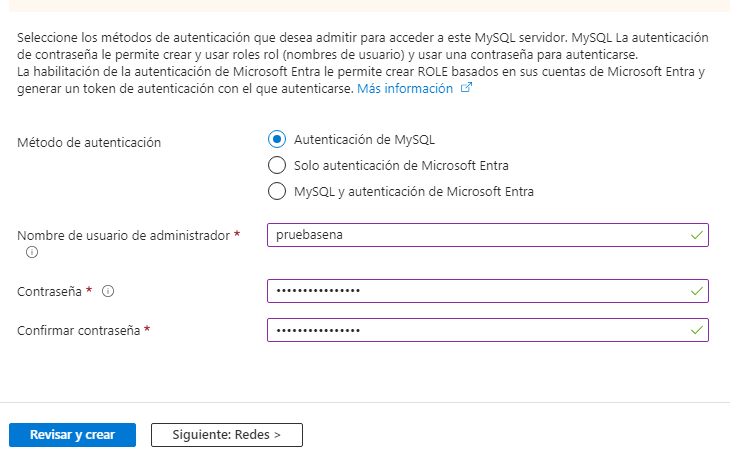 Seleccione los métodos de autenticación que desea admitir para acceder a este MySQL servidor. MySQL La autenticación
de contraseña le permite crear y usar roles rol (nombres de usuario) y usar una contraseña para autenticarse.
La habilitación de la autenticación de Microsoft Entra le permite crear ROLE basados en sus cuentas de Microsoft Entra y
generar un token de autenticación con el que autenticarse. Más información
Método de autenticación
Autenticación de MySQL
Solo autenticación de Microsoft Entra
MySQL y autenticación de Microsoft Entra
Nombre de usuario de administrador *
pruebasena
Contraseña *
••••••••••••••••
Confirmar contraseña *
••••••••••••••••
Revisar y crear
Siguiente: Redes >